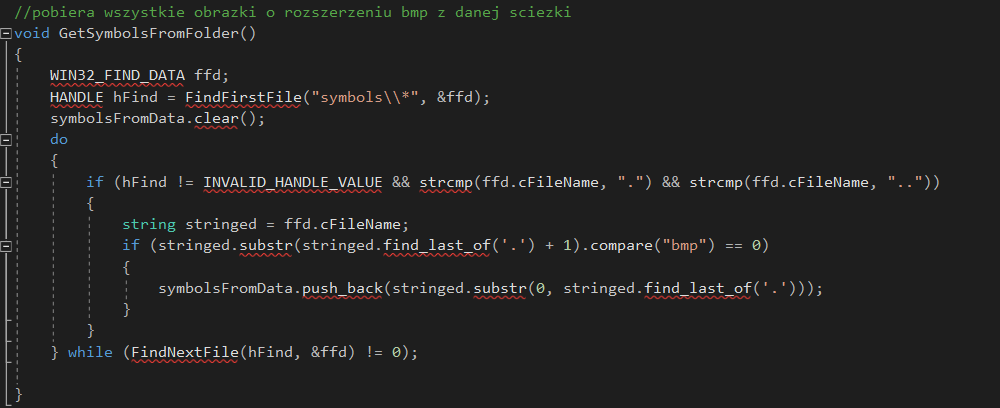 //pobiera wszystkie obrazki o rozszerzeniu bmp z danej sciezki
void GetSymbolsFromFolder()
{
    WIN32_FIND_DATA ffd;
    HANDLE hFind = FindFirstFile("symbols\\*", &ffd);
    symbolsFromData.clear();
    do
    {
        if (hFind != INVALID_HANDLE_VALUE && strcmp(ffd.cFileName, ".") && strcmp(ffd.cFileName, ".."))
        {
            string stringed = ffd.cFileName;
            if (stringed.substr(stringed.find_last_of('.') + 1).compare("bmp") == 0)
            {
                symbolsFromData.push_back(stringed.substr(0, stringed.find_last_of('.')));
            }
        }
    } while (FindNextFile(hFind, &ffd) != 0);
}